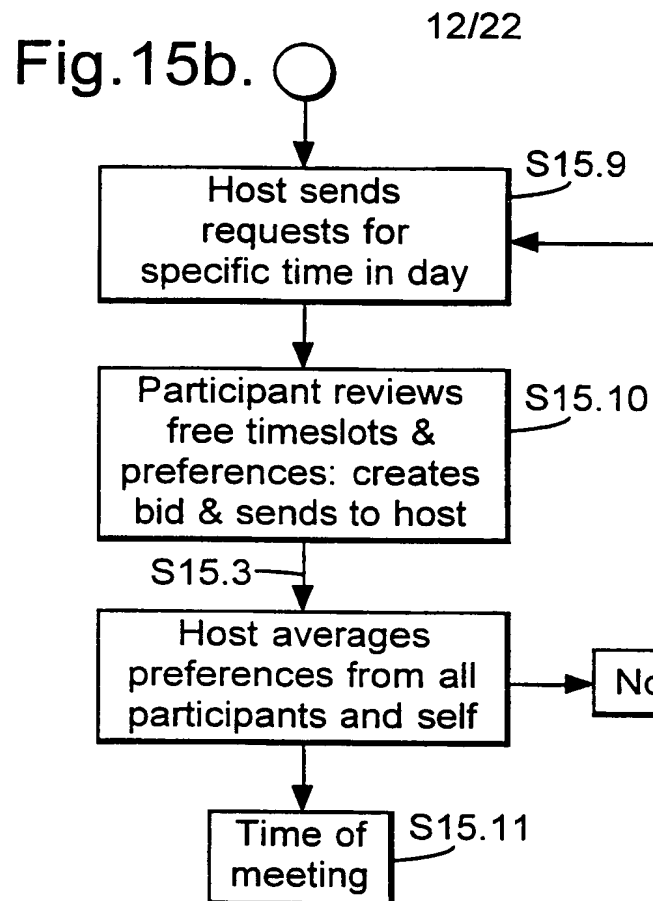 12/22
Fig.15b.
S15.9
Host sends
requests for
specific time in day
Participant reviews
free timeslots &
preferences: creates
bid & sends to host
S15.10
S15.3
Host averages
preferences from all
participants and self
No
Time of
meeting
S15.11